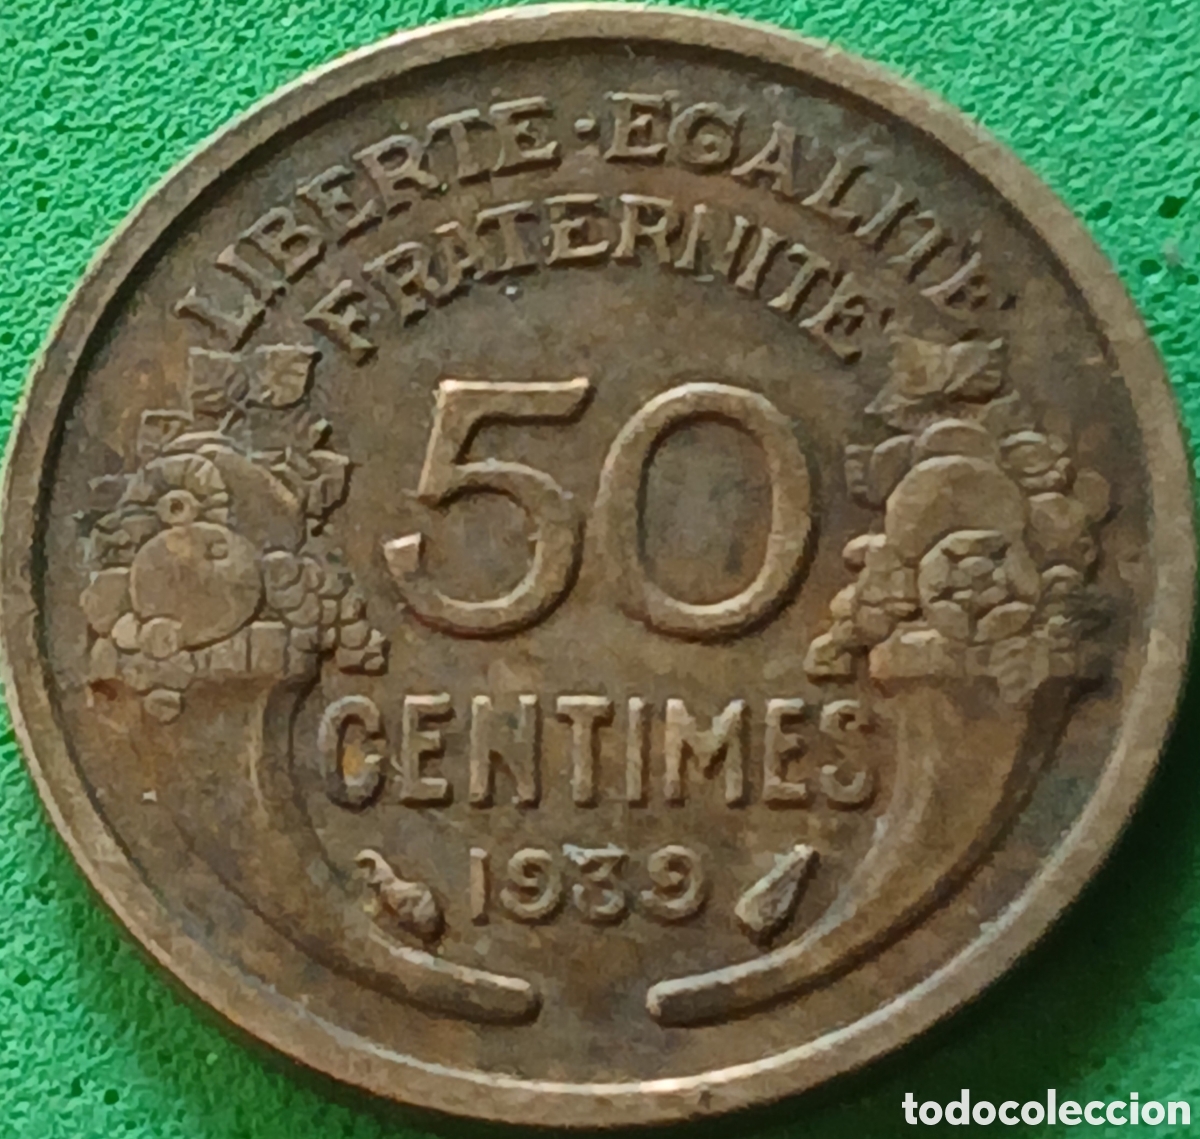 LIBERTE · EGALITE
FRATERNITE
50
CENTIMES
1939
todocoleccion